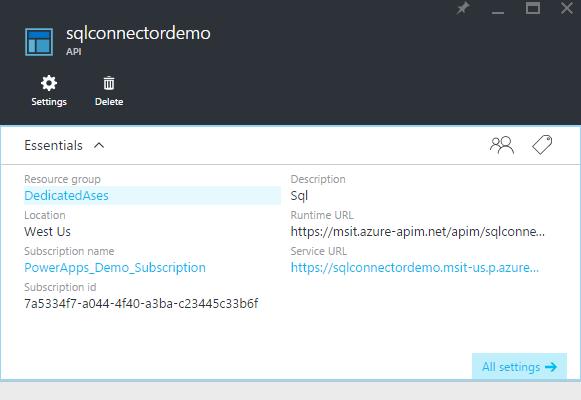 sqlconnectordemo
API
Settings Delete
Essentials
Resource group
DedicatedAses
Location
West Us
Subscription name
PowerApps_Demo_Subscription
Subscription id
7a5334f7-a044-4f40-a3ba-c23445c33b6f
Description
Sql
Runtime URL
https://msit.azure-apim.net/apim/sqlconne...
Service URL
https://sqlconnectordemo.msit-us.p.azure...
All settings